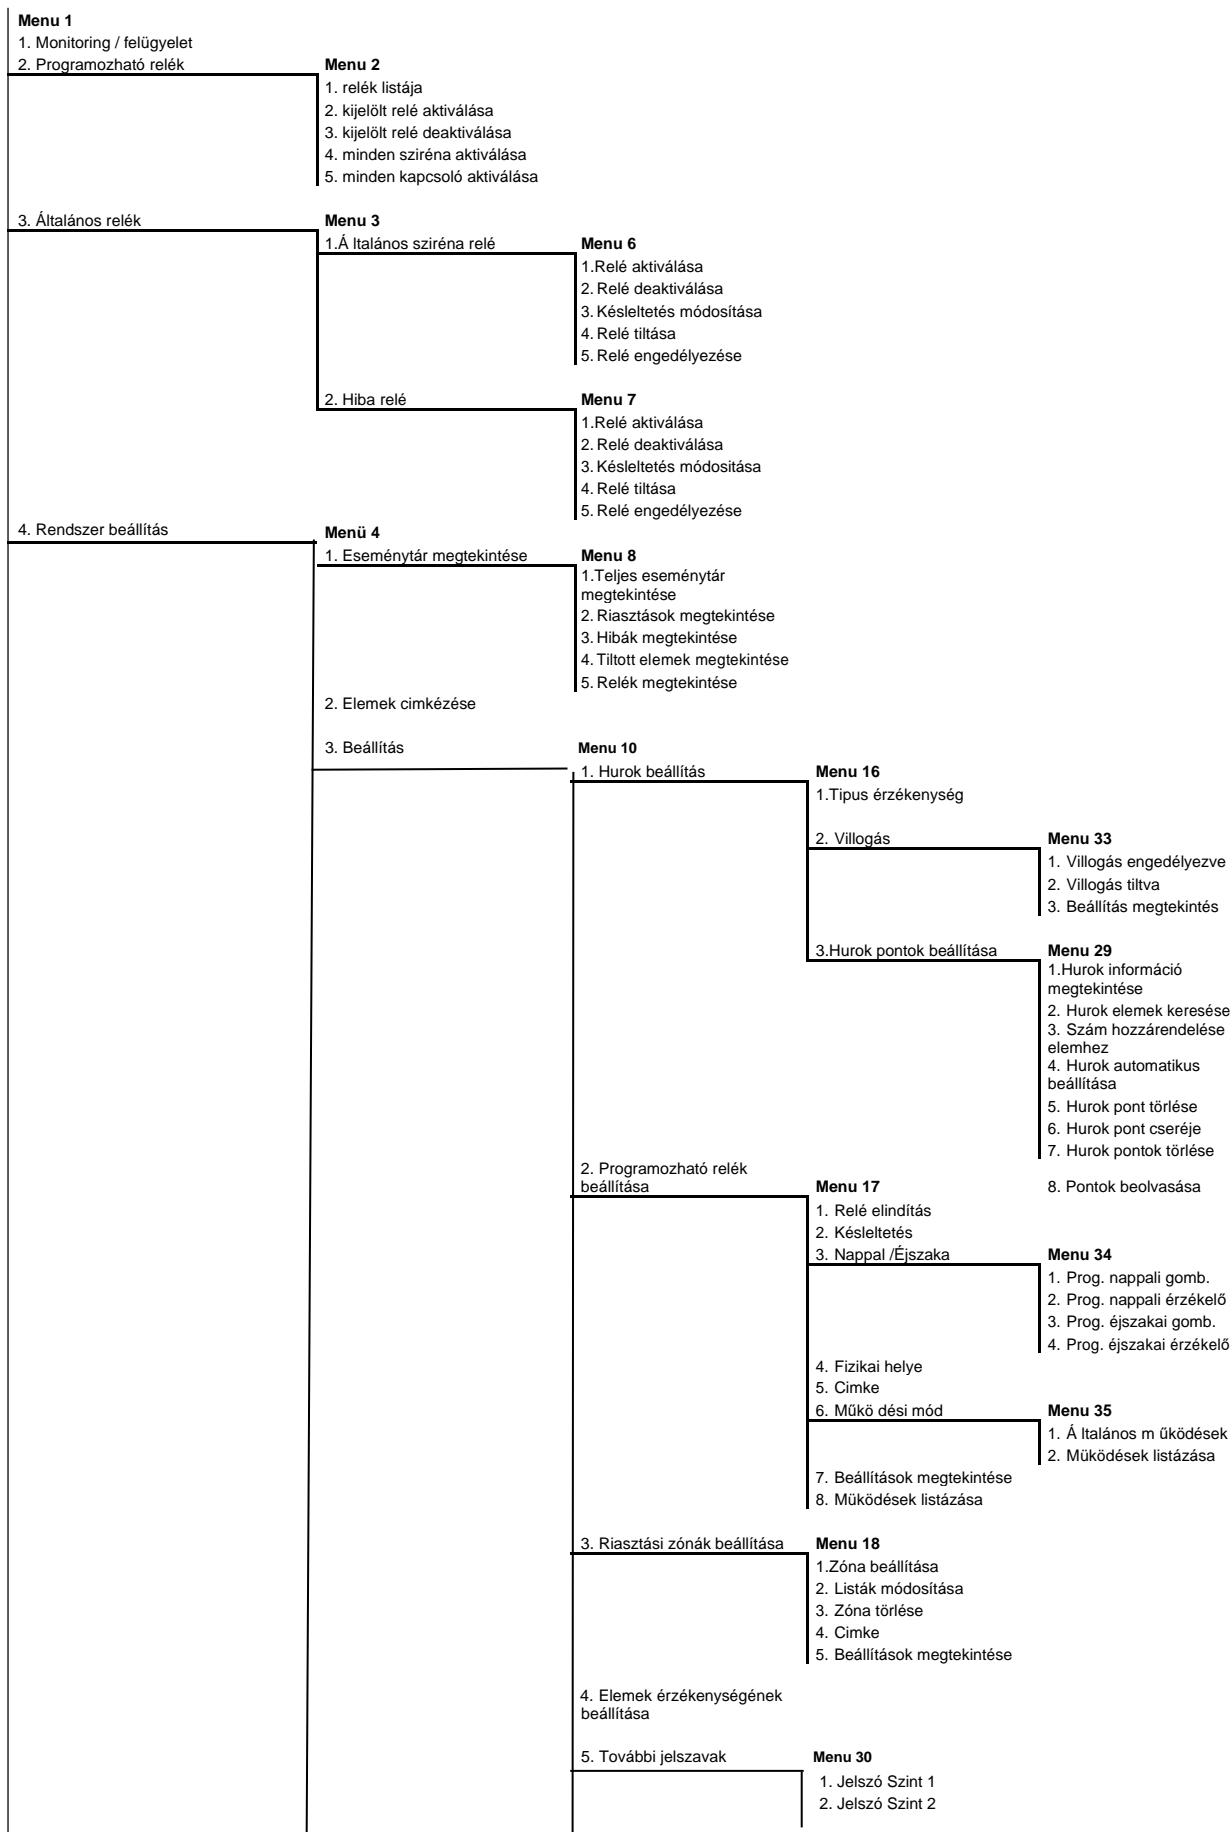 Menu 1
1. Monitoring / felügyelet
2. Programozható relék
Menu 2
1. relék listája
2. kijelölt relé aktiválása
3. kijelölt relé deaktiválása
4. minden sziréna aktiválása
5. minden kapcsoló aktiválása
3. Általános relék
Menu 3
1.Á ltalános sziréna relé
Menu 6
1.Relé aktiválása
2. Relé deaktiválása
3. Késleltetés módosítása
4. Relé tiltása
5. Relé engedélyezése
2. Hiba relé
Menu 7
1.Relé aktiválása
2. Relé deaktiválása
3. Késleltetés módositása
4. Relé tiltása
5. Relé engedélyezése
4. Rendszer beállítás
Menü 4
1. Eseménytár megtekintése
Menu 8
1.Teljes eseménytár
megtekintése
2. Riasztások megtekintése
3. Hibák megtekintése
4. Tiltott elemek megtekintése
5. Relék megtekintése
2. Elemek cimkézése
3. Beállítás
Menu 10
1. Hurok beállítás
Menu 16
1.Tipus érzékenység
2. Villogás
Menu 33
1. Villogás engedélyezve
2. Villogás tiltva
3. Beállítás megtekintés
3.Hurok pontok beállítása
Menu 29
1.Hurok információ
megtekintése
2. Hurok elemek keresése
3. Szám hozzárendelése
elemhez
4. Hurok automatikus
beállítása
5. Hurok pont törlése
6. Hurok pont cseréje
7. Hurok pontok törlése
8. Pontok beolvasása
2. Programozható relék
beállítása
Menu 17
1. Relé elindítás
2. Késleltetés
3. Nappal /Éjszaka
Menu 34
1. Prog. nappali gomb.
2. Prog. nappali érzékelő
3. Prog. éjszakai gomb.
4. Prog. éjszakai érzékelő
4. Fizikai helye
5. Cimke
6. Műkö dési mód
Menu 35
1. Á ltalános m űködések
2. Müködések listázása
7. Beállítások megtekintése
8. Müködések listázása
3. Riasztási zónák beállítása
Menu 18
1.Zóna beállítása
2. Listák módosítása
3. Zóna törlése
4. Cimke
5. Beállítások megtekintése
4. Elemek érzékenységének
beállítása
5. További jelszavak
Menu 30
1. Jelszó Szint 1
2. Jelszó Szint 2